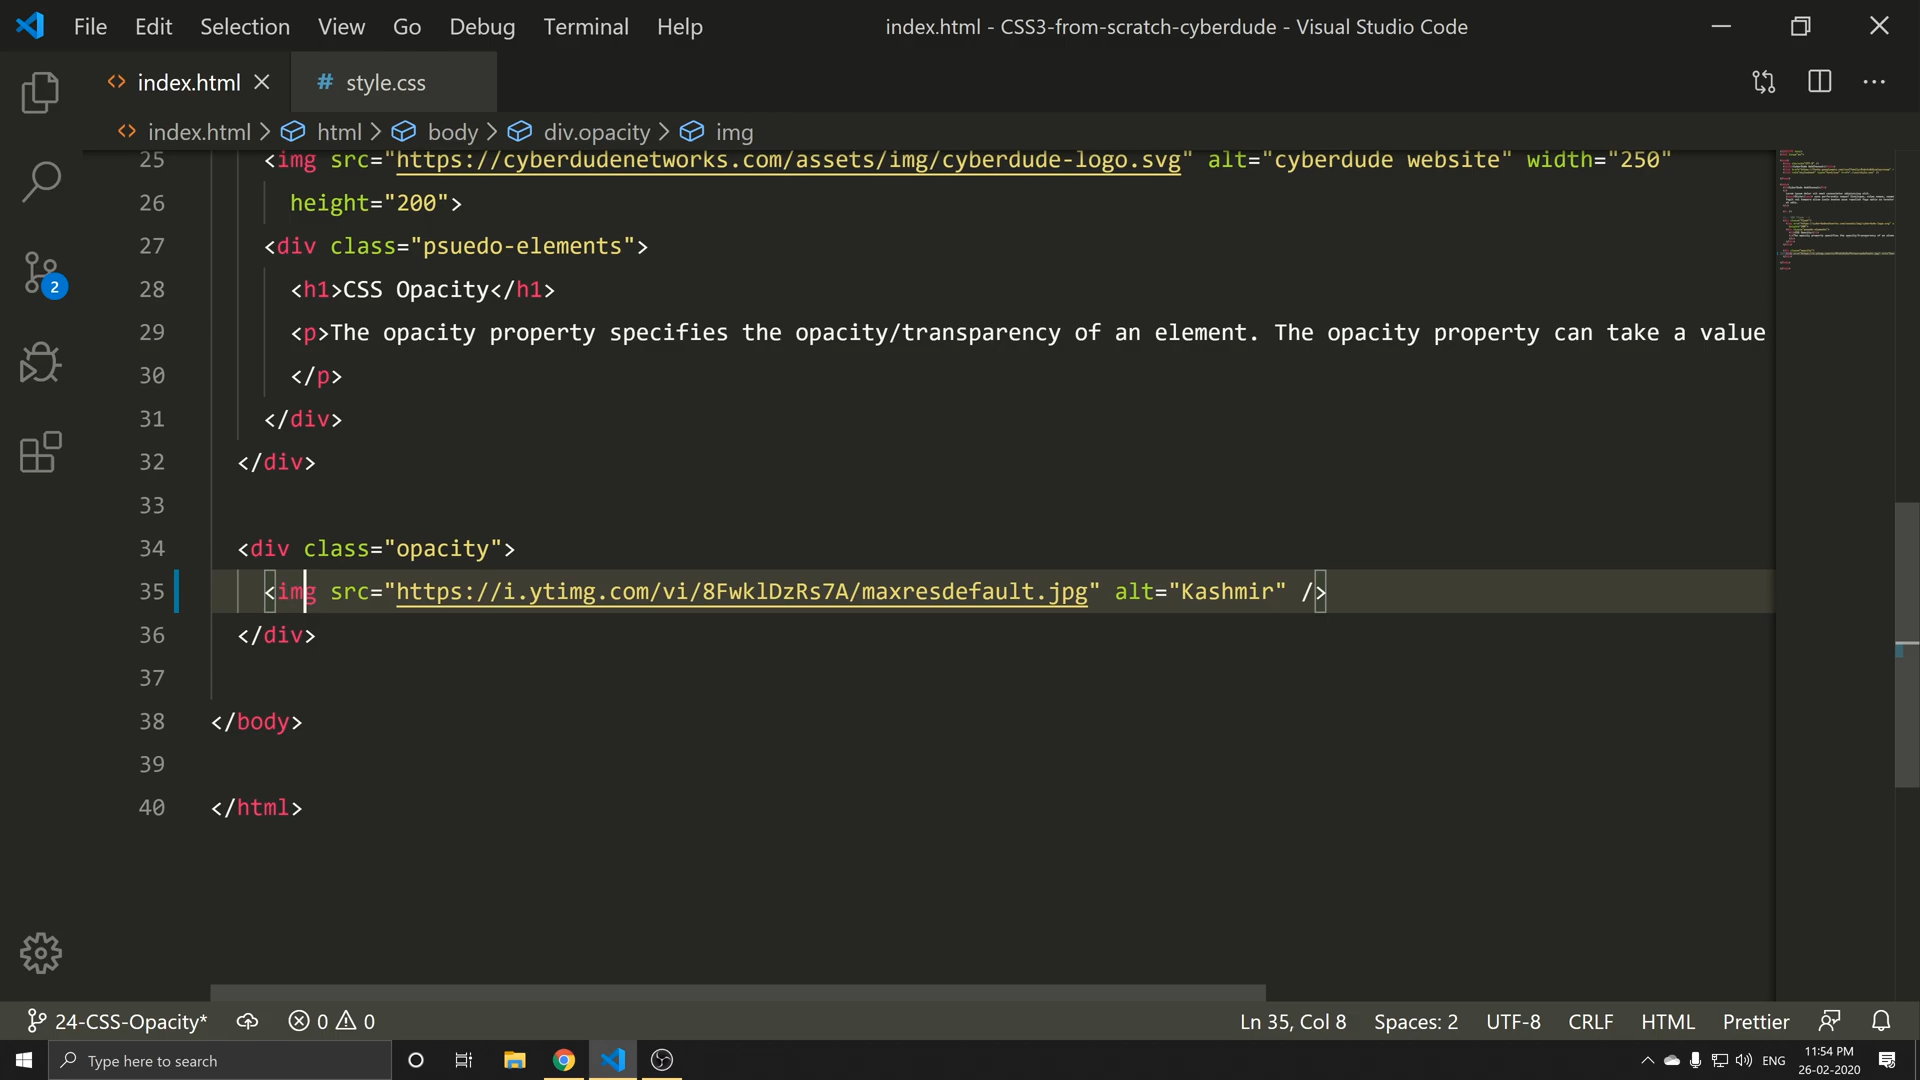 File Edit Selection View Go Debug Terminal Help index.html - CSS3-from-scratch-cyberdude - Visual Studio Code
index.html # style.css
index.html > html > body > div.opacity > img
25 <img src="https://cyberdudenetworks.com/assets/img/cyberdude-logo.svg" alt="cyberdude website" width="250"
26 height="200">
27 <div class="psuedo-elements">
28 <h1>CSS Opacity</h1>
29 <p>The opacity property specifies the opacity/transparency of an element. The opacity property can take a value
30 </p>
31 </div>
32 </div>
33
34 <div class="opacity">
35 <img src="https://i.ytimg.com/vi/8FwklDzRs7A/maxresdefault.jpg" alt="Kashmir" />
36 </div>
37
38 </body>
39
40 </html>
2
24-CSS-Opacity* 0 0 Ln 35, Col 8 Spaces: 2 UTF-8 CRLF HTML Prettier
Type here to search ENG 11:54 PM
26-02-2020